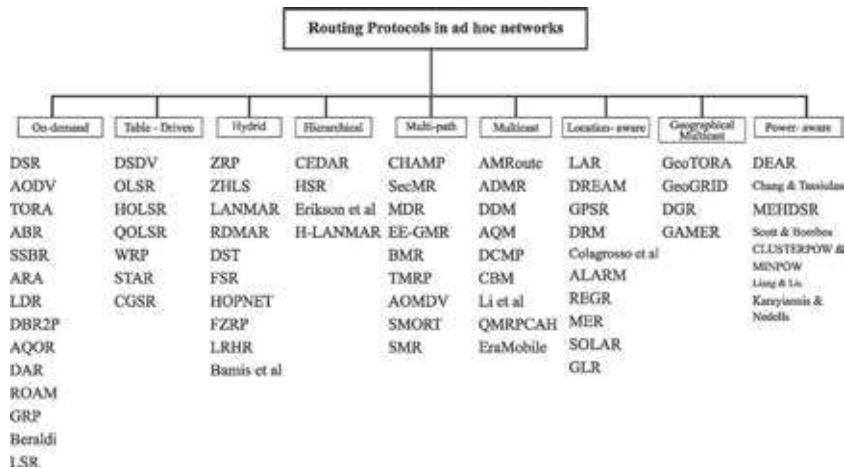 Routing Protocols in ad hoc networks
On-demand
DSR
AODV
TORA
ABR
SSBR
ARA
LDR
DBR2P
AQOR
DAR
ROAM
GRP
Beraldi
LSR
Table - Driven
DSDV
OLSR
HOLSR
QOLSR
WRP
STAR
CGSR
Hydrid
ZRP
ZHLS
LANMAR
RDMAR
DST
FSR
HOPNET
FZRP
LRHR
Bamis et al
Hierarchical
CEDAR
HSR
Erikson et al
H-LANMAR
Multi-path
CHAMP
SecMR
MDR
EE-GMR
BMR
TMRP
AOMDV
SMORT
SMR
Multicast
AMRoute
ADMR
DDM
AQM
DCMP
CBM
Li et al
QMRPCAH
EraMobile
Location- aware
LAR
DREAM
GPSR
DRM
Colagrosso et al
ALARM
REGR
MER
SOLAR
GLR
Geographical
Multicast
GeoTORA
GeoGRID
DGR
GAMER
Power- aware
DEAR
Chang & Tassiulas
MEHDSR
Scott & Bombos
CLUSTERPOW &
MINPOW
Liang & Liu
Karayiannis &
Nodella